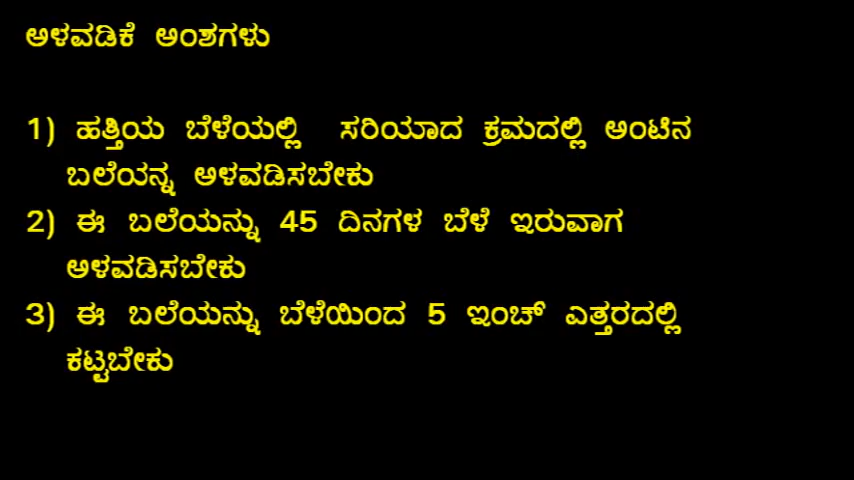 ಅಳವಡಿಕೆ ಅಂಶಗಳು
1) ಹತ್ತಿಯ ಬೆಳೆಯಲ್ಲಿ ಸರಿಯಾದ ಕ್ರಮದಲ್ಲಿ ಅಂಟಿನ
ಬಲೆಯನ್ನ ಅಳವಡಿಸಬೇಕು
2) ಈ ಬಲೆಯನ್ನು 45 ದಿನಗಳ ಬೆಳೆ ಇರುವಾಗ
ಅಳವಡಿಸಬೇಕು
3) ಈ ಬಲೆಯನ್ನು ಬೆಳೆಯಿಂದ 5 ಇಂಚ್ ಎತ್ತರದಲ್ಲಿ
ಕಟ್ಟಬೇಕು